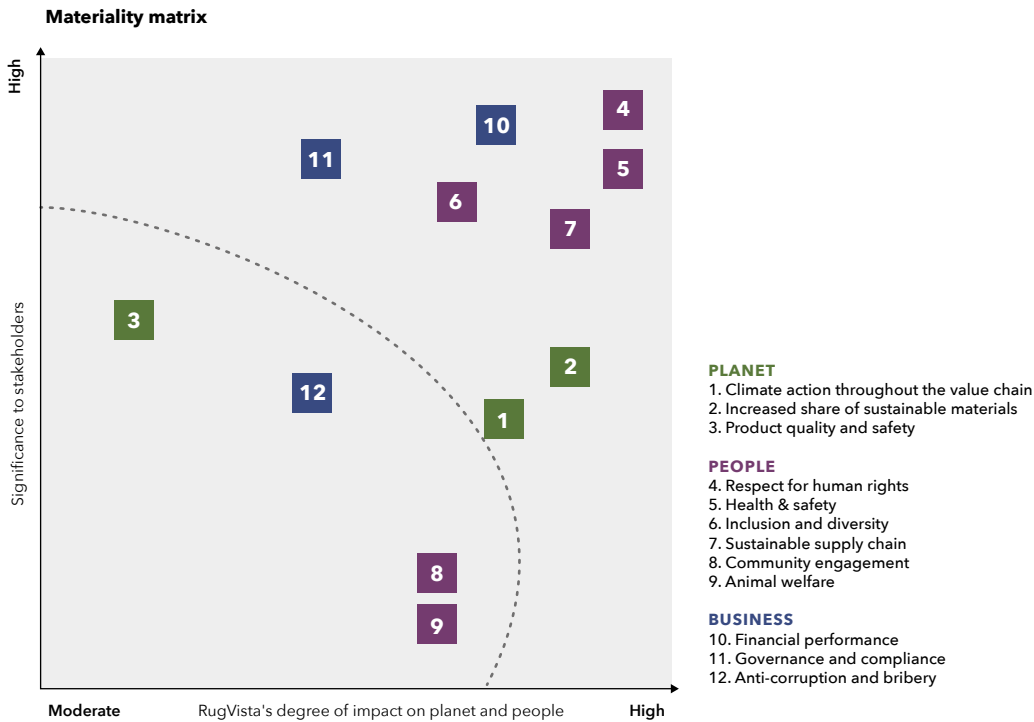 Materiality matrix
High
Significance to stakeholders
4
10
11
5
6
7
3
2
12
1
8
9
Moderate
RugVista's degree of impact on planet and people
High
PLANET
1. Climate action throughout the value chain
2. Increased share of sustainable materials
3. Product quality and safety
PEOPLE
4. Respect for human rights
5. Health & safety
6. Inclusion and diversity
7. Sustainable supply chain
8. Community engagement
9. Animal welfare
BUSINESS
10. Financial performance
11. Governance and compliance
12. Anti-corruption and bribery